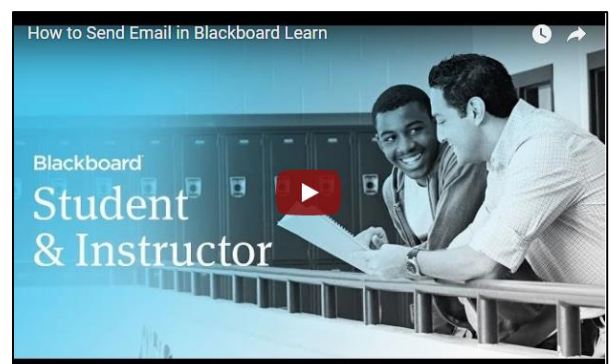 How to Send Email in Blackboard Learn
Blackboard
Student
& Instructor